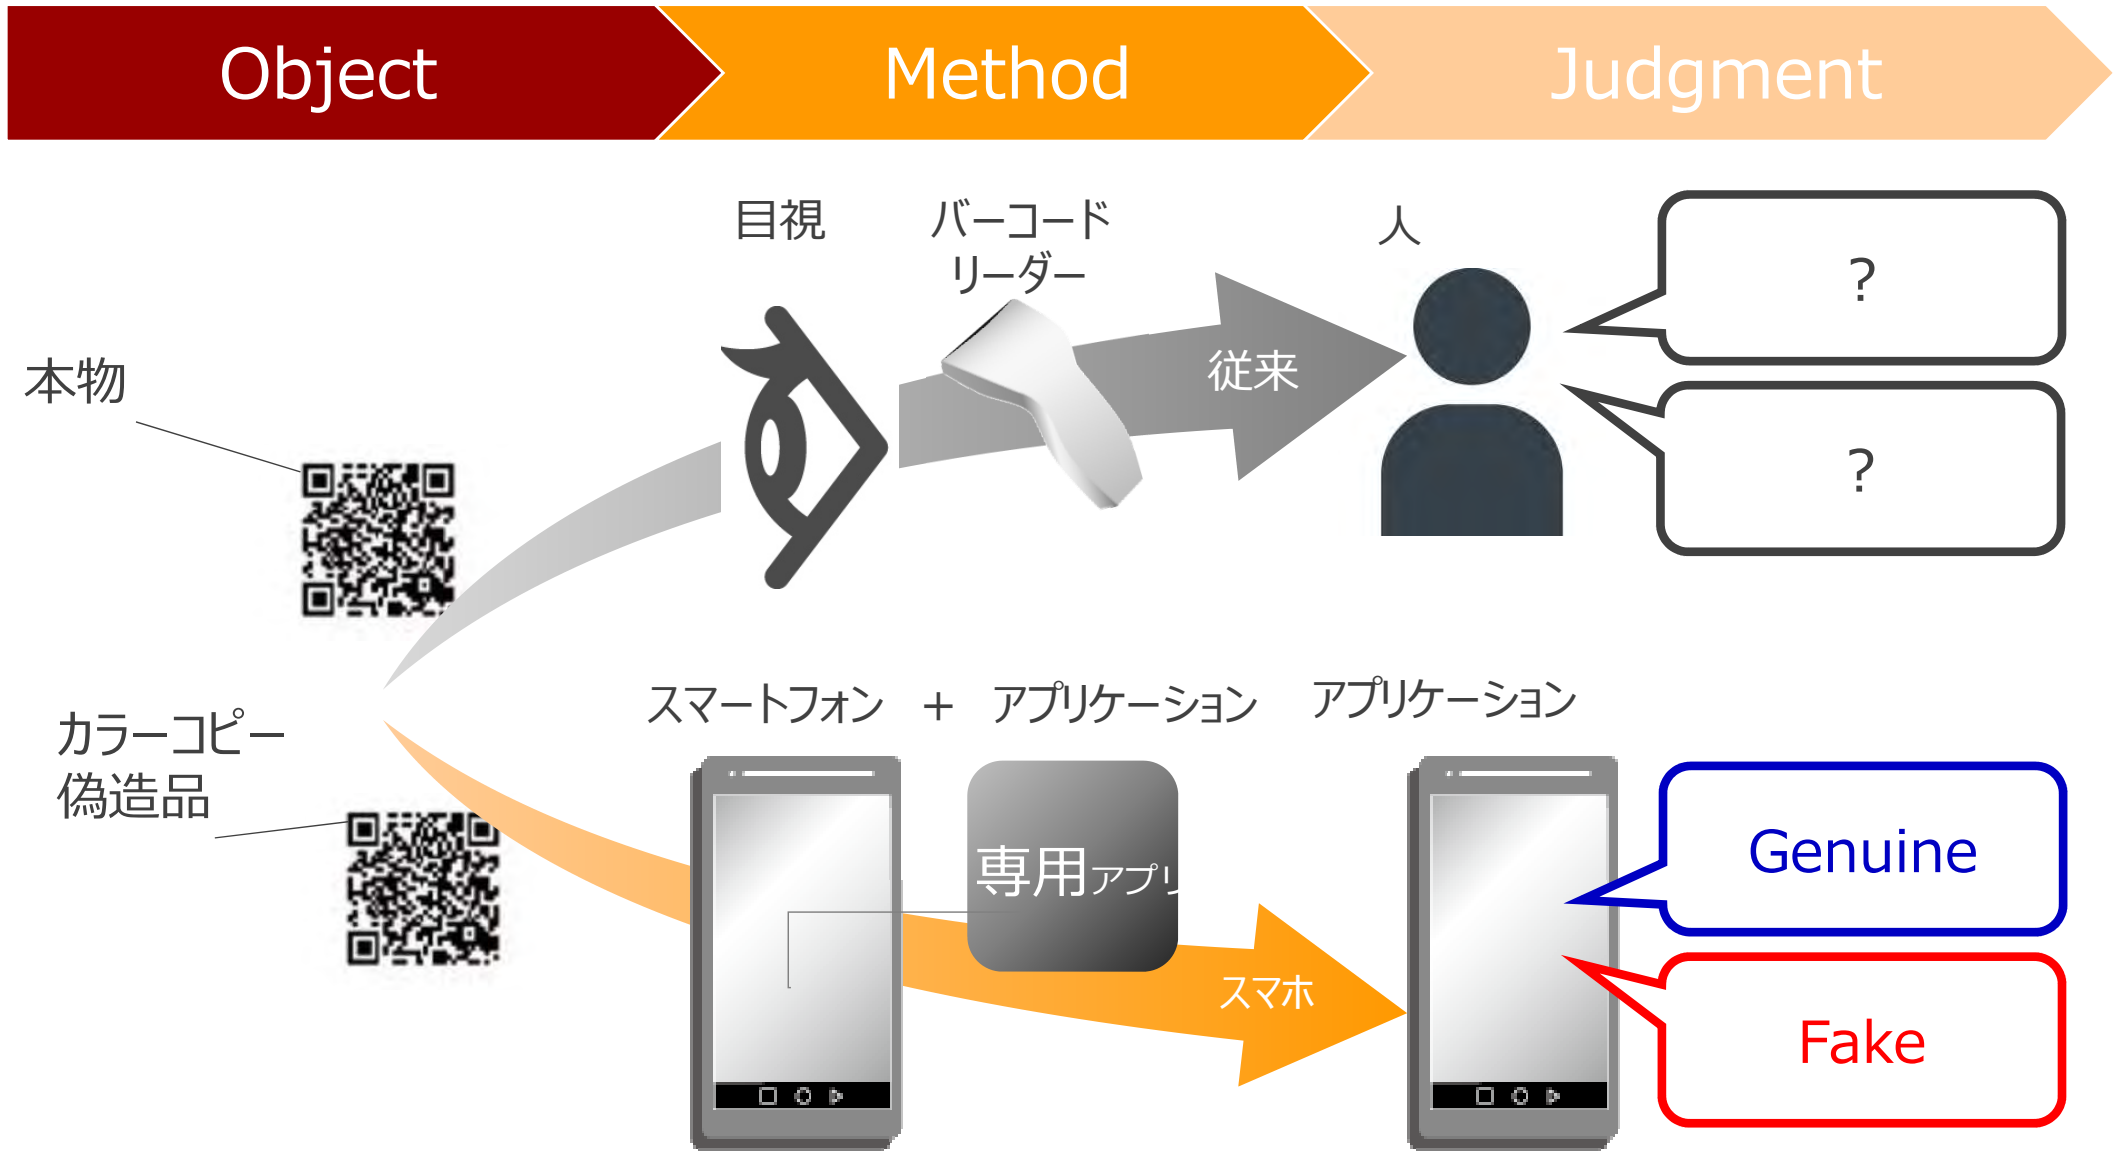 Object
Method
Judgment
目視
バーコード
リーダー
人
?
従来
本物
?
カラーコピー
偽造品
スマートフォン + アプリケーション
アプリケーション
専用アプリ
Genuine
スマホ
Fake